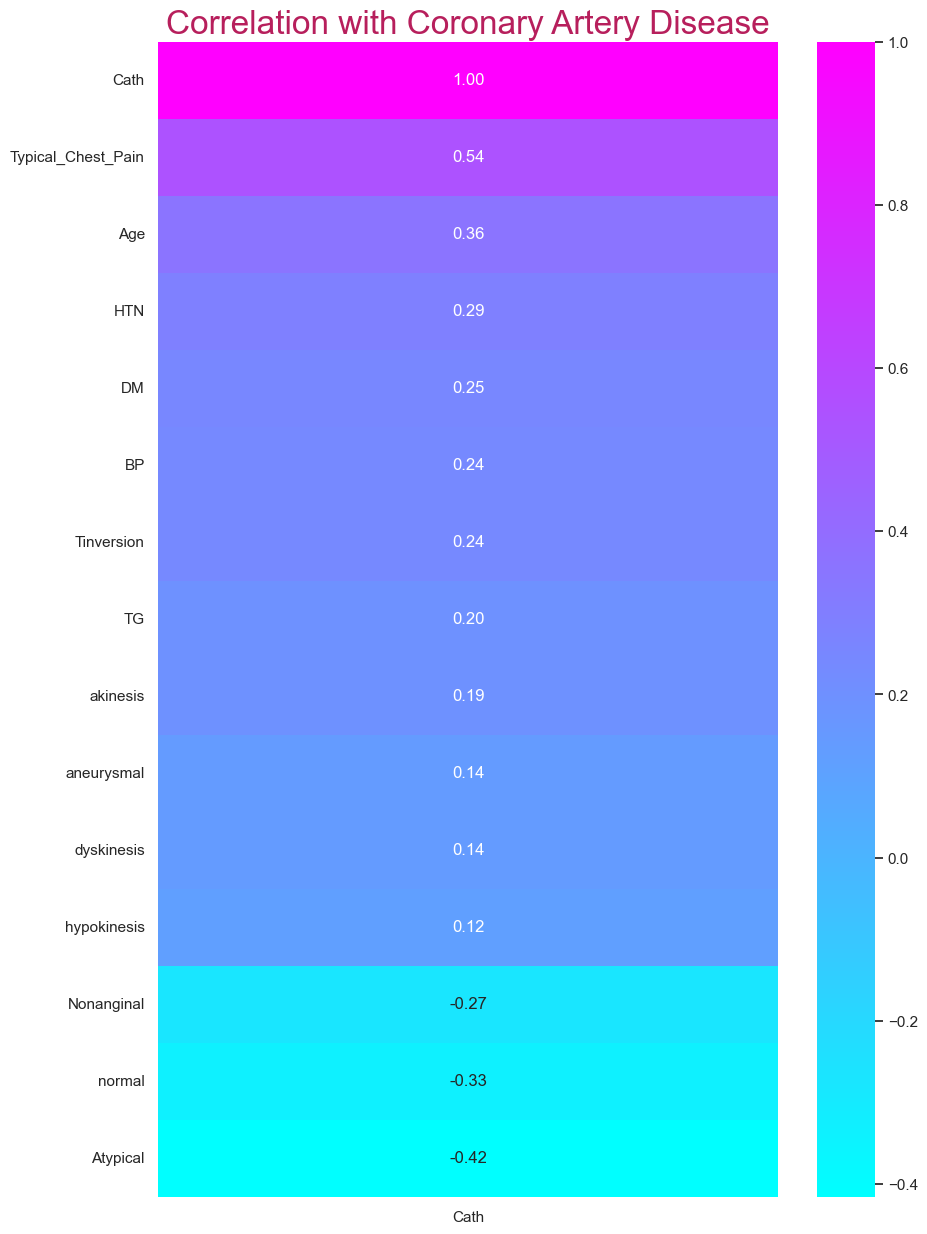 Correlation with Coronary Artery Disease
Cath 1.00
Typical_Chest_Pain 0.54
Age 0.36
HTN 0.29
DM 0.25
BP 0.24
Tinversion 0.24
TG 0.20
akinesis 0.19
aneurysmal 0.14
dyskinesis 0.14
hypokinesis 0.12
Nonanginal -0.27
normal -0.33
Atypical -0.42
Cath
1.0
0.8
0.6
0.4
0.2
0.0
−0.2
−0.4